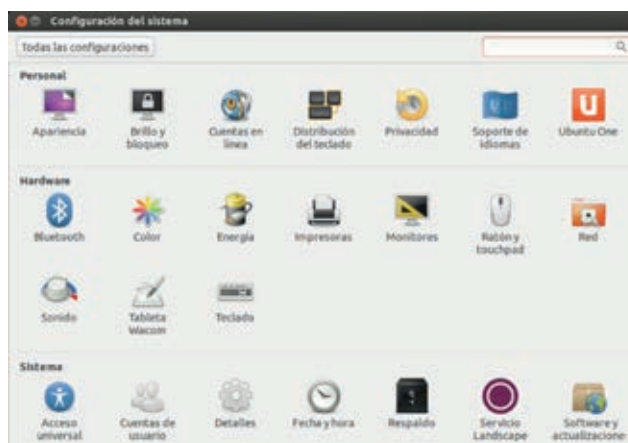 Configuración del sistema
Todas las configuraciones
Personal
Apariencia
Brillo y
bloqueo
Cuentas en
línea
Distribución
del teclado
Privacidad
Soporte de
idiomas
Ubuntu One
Hardware
Bluetooth
Color
Energía
Impresoras
Monitores
Ratón y
touchpad
Red
Sonido
Tableta
Wacom
Teclado
Sistema
Acceso
universal
Cuentas de
usuario
Detalles
Fecha y hora
Respaldo
Servicio
Landscape
Software y
actualizacione